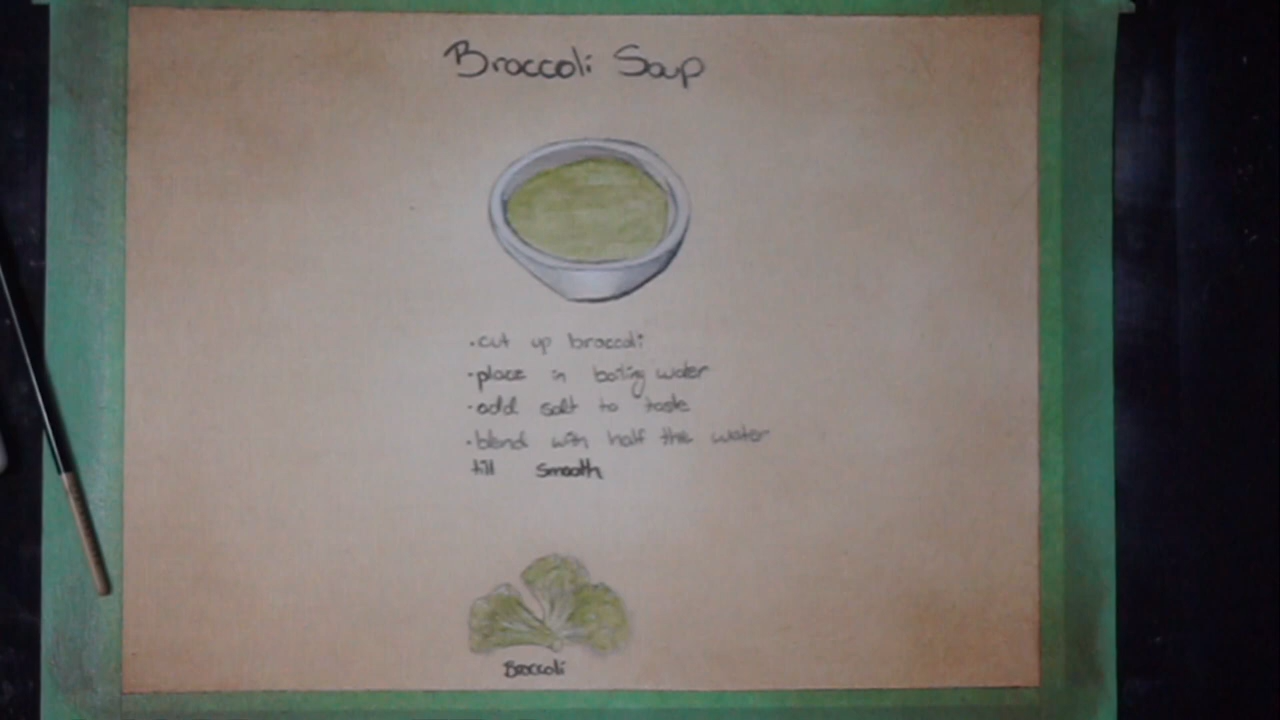 Broccoli Soup
·cut up broccoli
·place in boiling water
·add salt to taste
·blend with half the water
till smooth
Broccoli